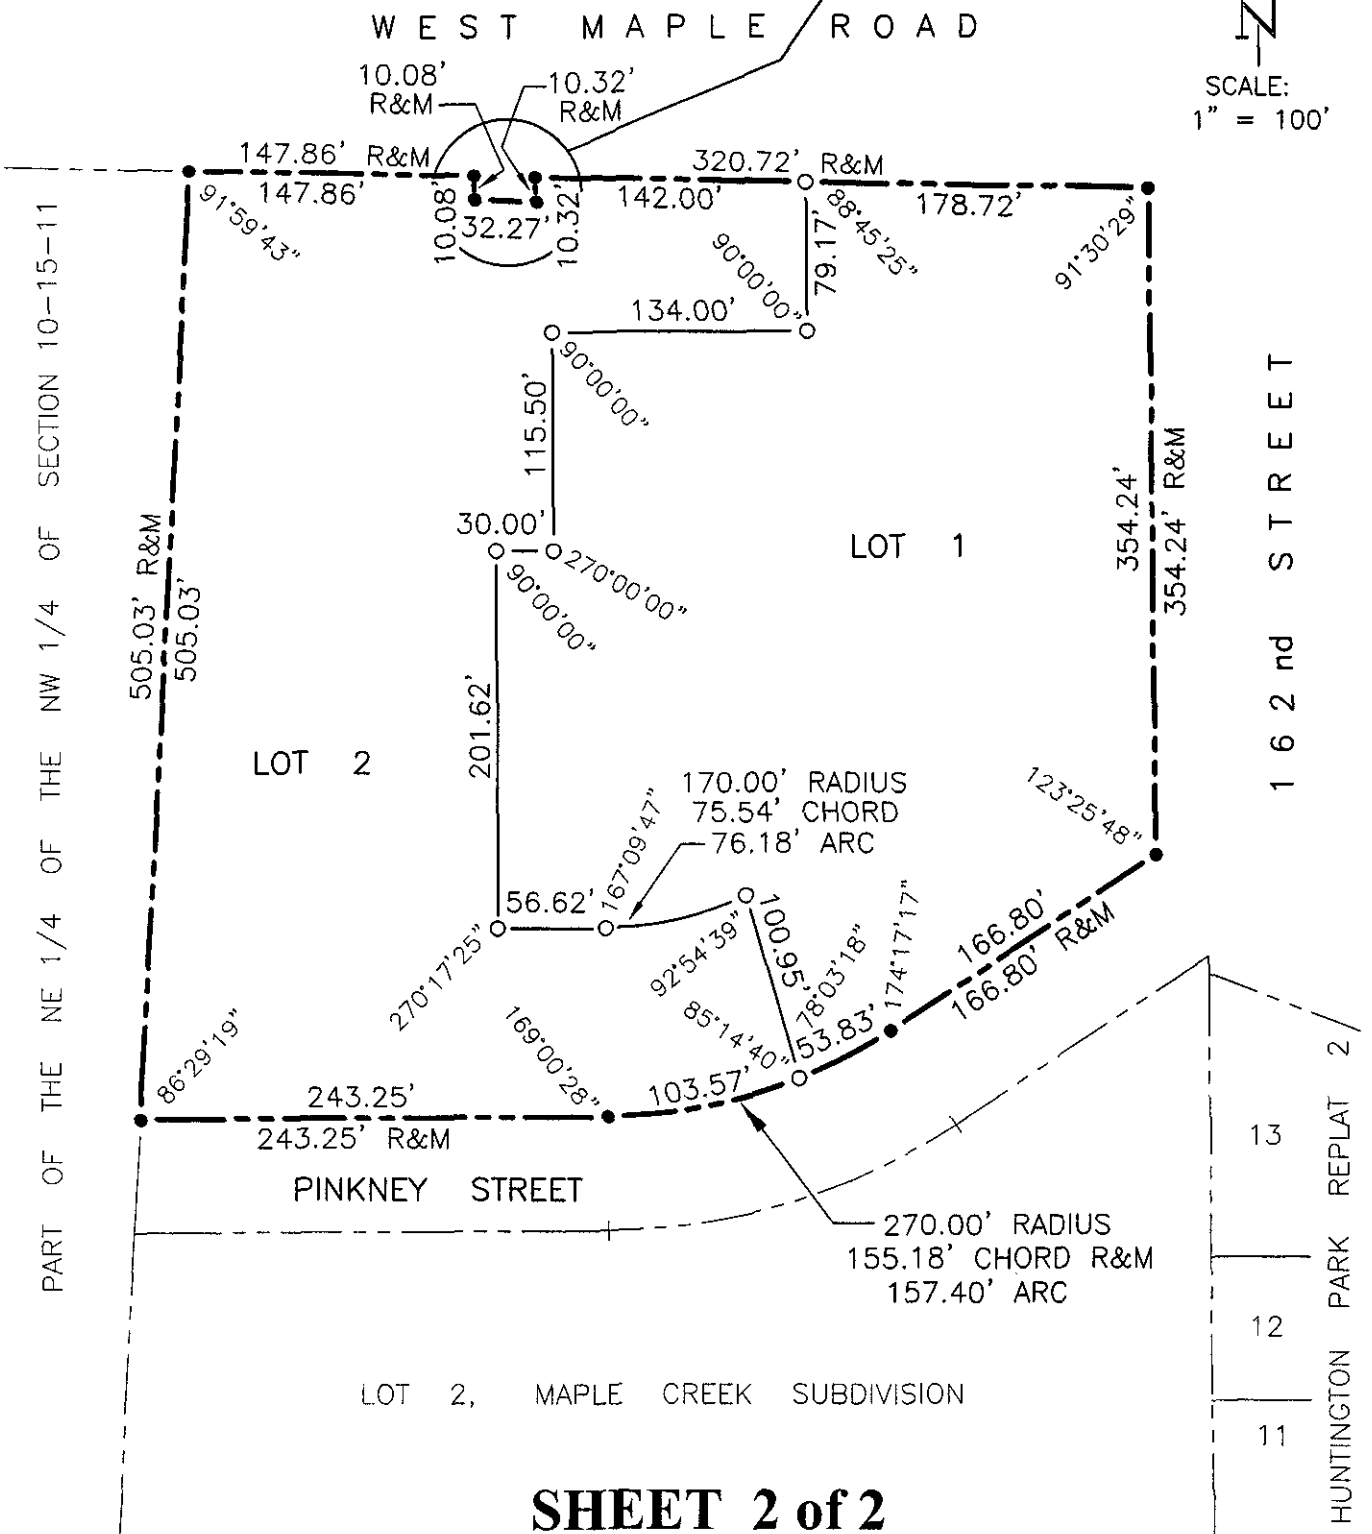 WEST MAPLE ROAD
N
SCALE:
1" = 100'
10.08'
R&M
10.32'
R&M
147.86' R&M
147.86'
320.72' R&M
142.00'
178.72'
10.08'
32.27'
10.32'
91°59'43"
88°45'25"
91°30'29"
90°00'00"
79.17'
134.00'
90°00'00"
115.50'
30.00'
270°00'00"
90°00'00"
LOT 1
354.24'
354.24' R&M
162nd STREET
PART OF THE NE 1/4 OF THE NW 1/4 OF SECTION 10-15-11
505.03' R&M
505.03'
201.62'
LOT 2
170.00' RADIUS
75.54' CHORD
76.18' ARC
123°25'48"
167°09'47"
56.62'
270°17'25"
92°54'39"
100.95'
78°03'18"
174°17'17"
166.80'
166.80' R&M
85°14'40"
53.83'
86°29'19"
169°00'28"
243.25'
243.25' R&M
103.57'
PINKNEY STREET
270.00' RADIUS
155.18' CHORD R&M
157.40' ARC
13
12
11
HUNTINGTON PARK REPLAT 2
LOT 2, MAPLE CREEK SUBDIVISION
SHEET 2 of 2